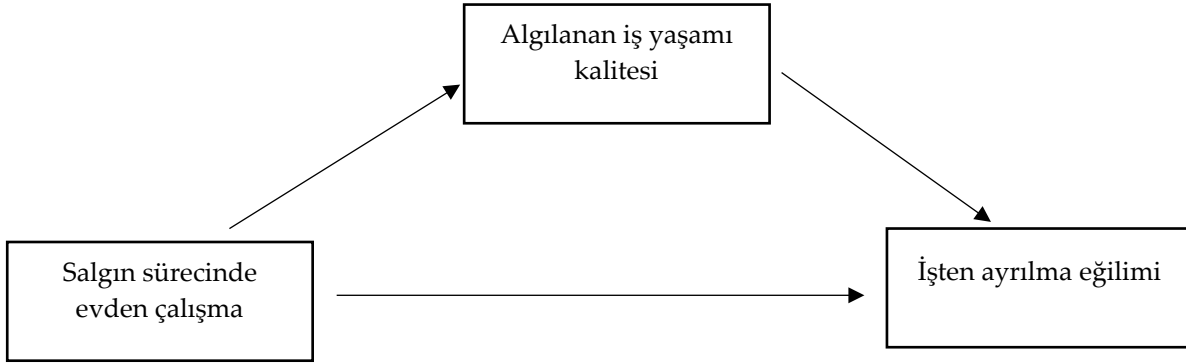 Algılanan iş yaşamı
kalitesi
Salgın sürecinde
evden çalışma
İşten ayrılma eğilimi